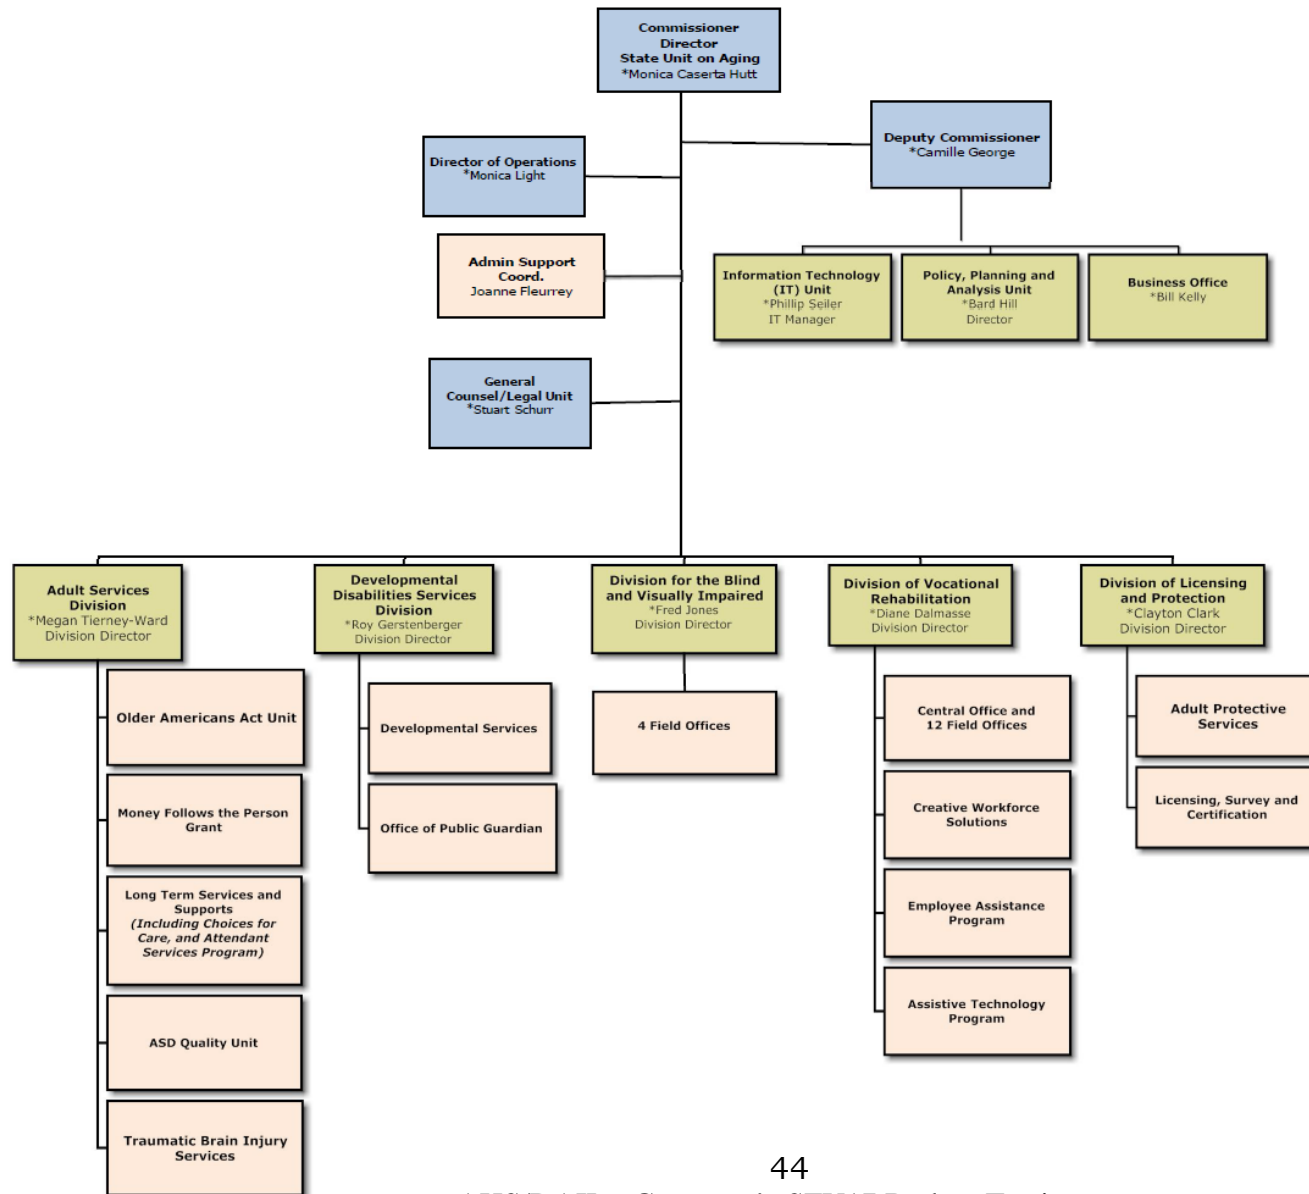 Commissioner
Director
State Unit on Aging
*Monica Caserta Hutt
Deputy Commissioner
*Camille George
Director of Operations
*Monica Light
Admin Support
Coord.
Joanne Fleurrey
Information Technology
(IT) Unit
*Phillip Seiler
IT Manager
Policy, Planning and
Analysis Unit
*Bard Hill
Director
Business Office
*Bill Kelly
General
Counsel/Legal Unit
*Stuart Schurr
Adult Services
Division
*Megan Tierney-Ward
Division Director
Developmental
Disabilities Services
Division
*Roy Gerstenberger
Division Director
Division for the Blind
and Visually Impaired
*Fred Jones
Division Director
Division of Vocational
Rehabilitation
*Diane Dalmasse
Division Director
Division of Licensing
and Protection
*Clayton Clark
Division Director
Older Americans Act Unit
Money Follows the Person
Grant
Long Term Services and
Supports
(Including Choices for
Care, and Attendant
Services Program)
ASD Quality Unit
Traumatic Brain Injury
Services
Developmental Services
Office of Public Guardian
4 Field Offices
Central Office and
12 Field Offices
Creative Workforce
Solutions
Employee Assistance
Program
Assistive Technology
Program
Adult Protective
Services
Licensing, Survey and
Certification
44